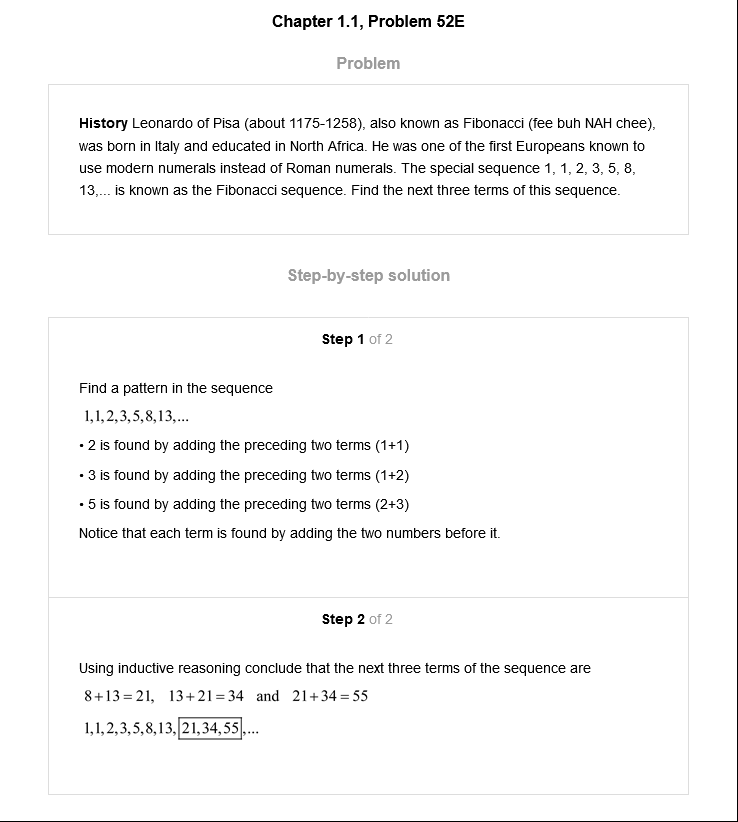 Chapter 1.1, Problem 52E
Problem
History Leonardo of Pisa (about 1175-1258), also known as Fibonacci (fee buh NAH chee),
was born in Italy and educated in North Africa. He was one of the first Europeans known to
use modern numerals instead of Roman numerals. The special sequence 1, 1, 2, 3, 5, 8,
13,... is known as the Fibonacci sequence. Find the next three terms of this sequence.
Step-by-step solution
Step 1 of 2
Find a pattern in the sequence
1,1,2,3,5,8,13,...
• 2 is found by adding the preceding two terms (1+1)
• 3 is found by adding the preceding two terms (1+2)
• 5 is found by adding the preceding two terms (2+3)
Notice that each term is found by adding the two numbers before it.
Step 2 of 2
Using inductive reasoning conclude that the next three terms of the sequence are
8+13=21, 13+21=34 and 21+34=55
1,1,2,3,5,8,13,21,34,55,...